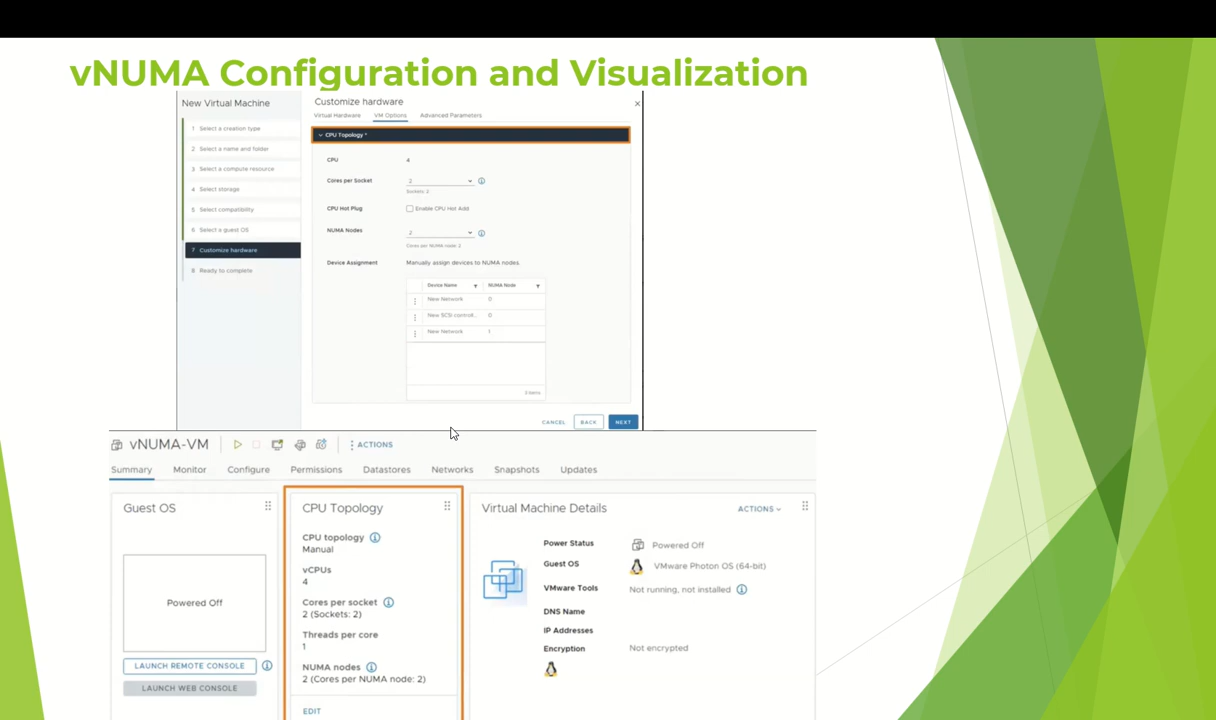 vNUMA Configuration and Visualization
New Virtual Machine
1 Select a creation type
2 Select a name and folder
3 Select a compute resource
4 Select storage
5 Select compatibility
6 Select a guest OS
7 Customize hardware
8 Ready to complete
Customize hardware
Virtual Hardware VM Options Advanced Parameters
CPU Topology *
CPU 4
Cores per Socket 2
Sockets: 2
CPU Hot Plug Enable CPU Hot Add
NUMA Nodes 2
Cores per NUMA node: 2
Device Assignment Manually assign devices to NUMA nodes.
Device Name NUMA Node
New Network 0
New SCSI controll.. 0
New Network 1
3 items
CANCEL BACK NEXT
vNUMA-VM ACTIONS
Summary Monitor Configure Permissions Datastores Networks Snapshots Updates
Guest OS
Powered Off
LAUNCH REMOTE CONSOLE
LAUNCH WEB CONSOLE
CPU Topology
CPU topology
Manual
vCPUs
4
Cores per socket
2 (Sockets: 2)
Threads per core
1
NUMA nodes
2 (Cores per NUMA node: 2)
EDIT
Virtual Machine Details ACTIONS
Power Status Powered Off
Guest OS VMware Photon OS (64-bit)
VMware Tools Not running, not installed
DNS Name
IP Addresses
Encryption Not encrypted